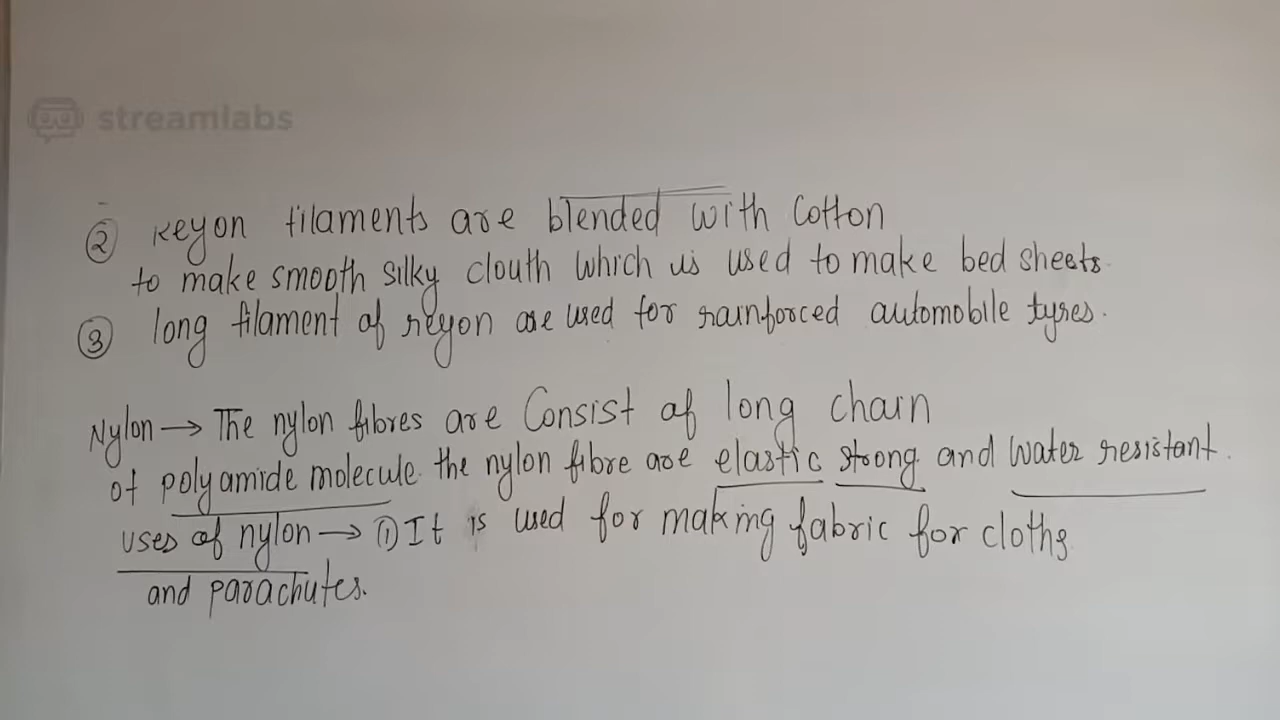 streamlabs
② Reyon filaments are blended with Cotton
to make smooth silky clouth which is used to make bed sheets.
③ long filament of reyon are used for rainforced automobile tyres.
Nylon → The nylon fibres are Consist of long chain
of polyamide molecule. the nylon fibre are elastic strong and water resistant.
uses of nylon → ① It is used for making fabric for cloths
and parachutes.